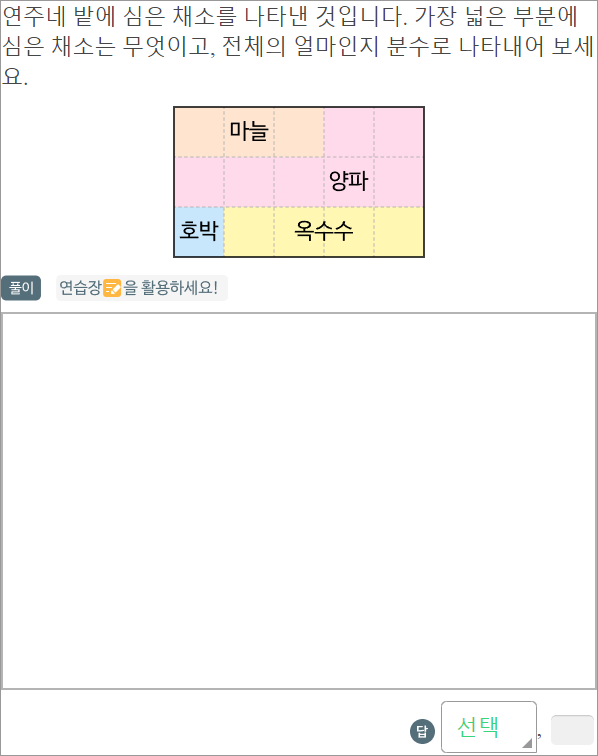 연주네 밭에 심은 채소를 나타낸 것입니다. 가장 넓은 부분에
심은 채소는 무엇이고, 전체의 얼마인지 분수로 나타내어 보세
요.
마늘
양파
호박 옥수수
풀이 연습장을 활용하세요!
답 선택 ,